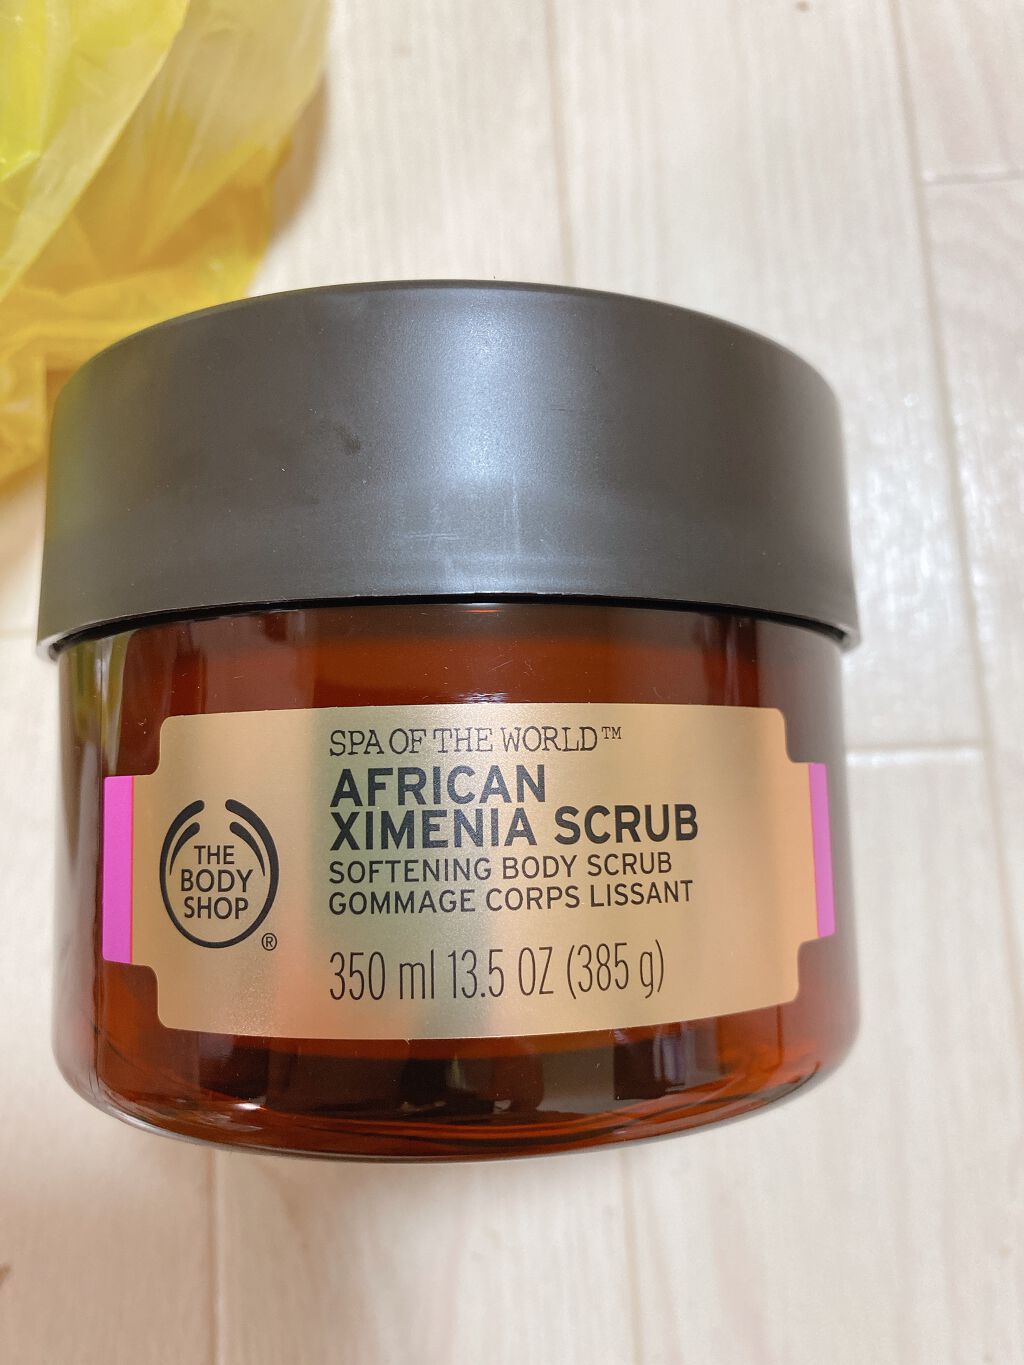 SPA OF THE WORLD™
AFRICAN
XIMENIA SCRUB
SOFTENING BODY SCRUB
GOMMAGE CORPS LISSANT
350 ml 13.5 OZ (385 g)
THE
BODY
SHOP
®